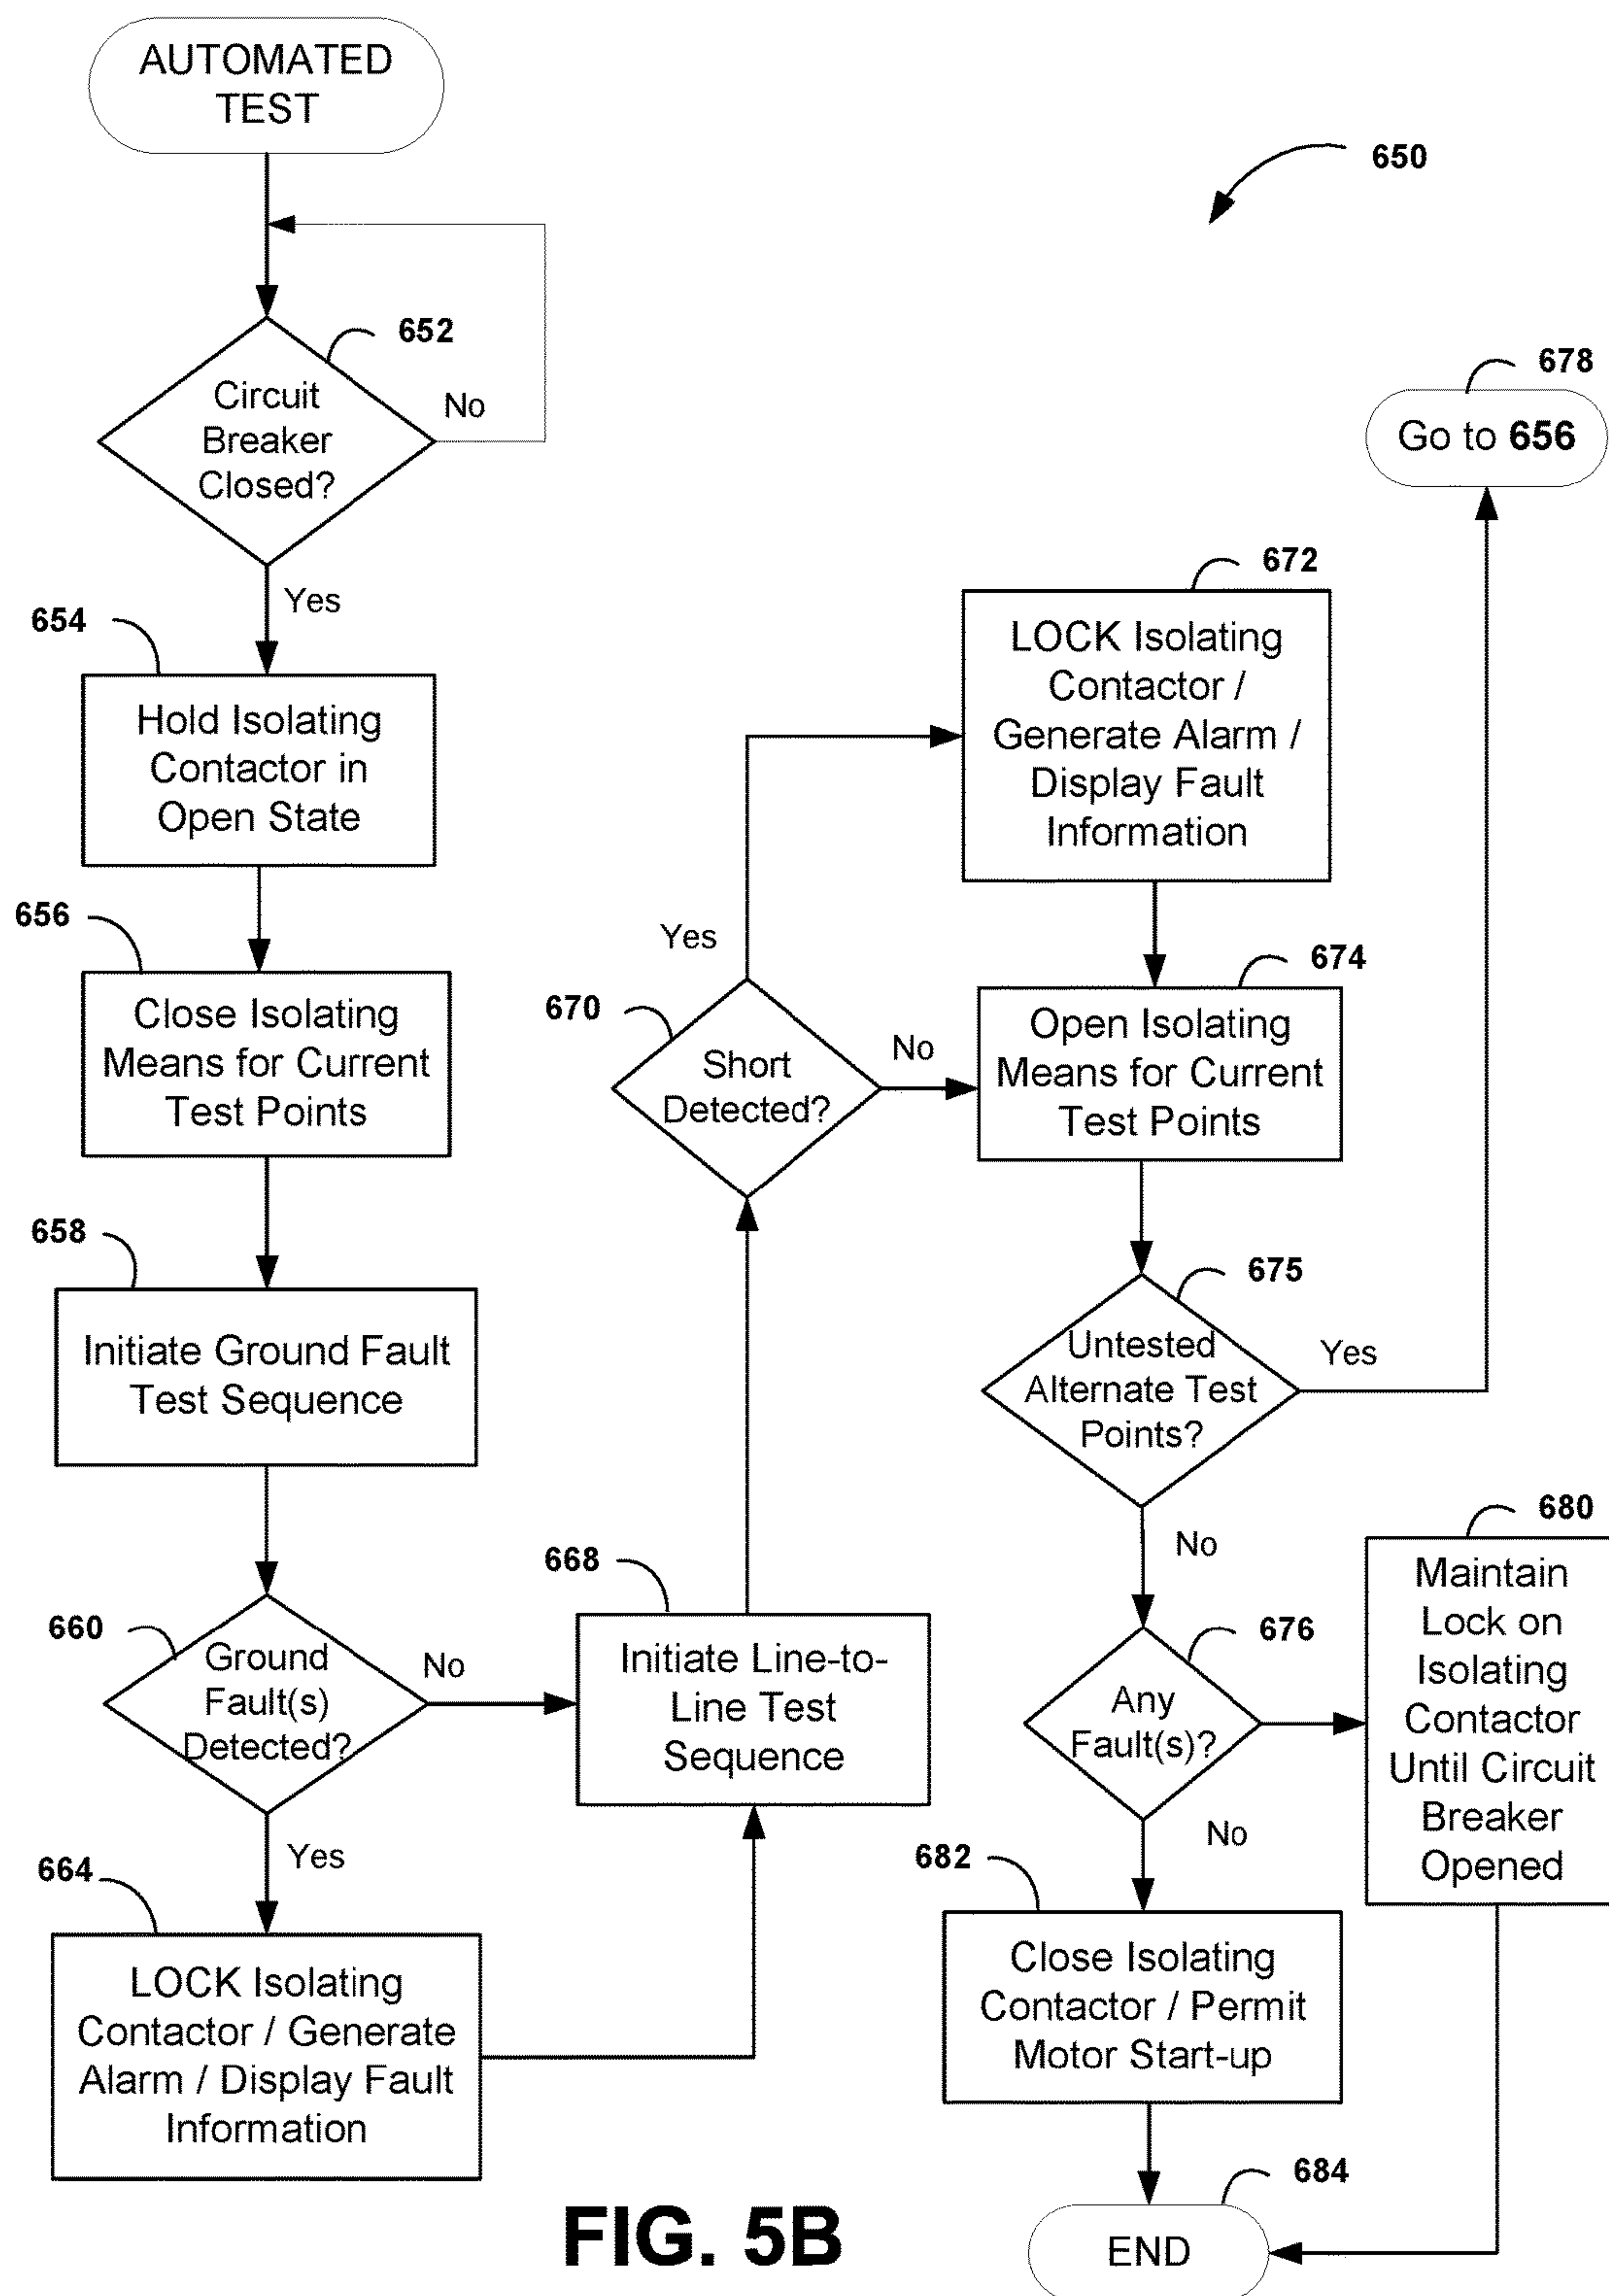 AUTOMATED
TEST
650
652
Circuit
Breaker
Closed?
No
Yes
654
Hold Isolating
Contactor in
Open State
656
Close Isolating
Means for Current
Test Points
658
Initiate Ground Fault
Test Sequence
660
Ground
Fault(s)
Detected?
No
Yes
664
LOCK Isolating
Contactor / Generate
Alarm / Display Fault
Information
668
Initiate Line-to-
Line Test
Sequence
670
Short
Detected?
Yes
No
672
LOCK Isolating
Contactor /
Generate Alarm /
Display Fault
Information
674
Open Isolating
Means for Current
Test Points
675
Untested
Alternate Test
Points?
Yes
No
678
Go to 656
676
Any
Fault(s)?
No
680
Maintain
Lock on
Isolating
Contactor
Until Circuit
Breaker
Opened
682
Close Isolating
Contactor / Permit
Motor Start-up
684
END
FIG. 5B